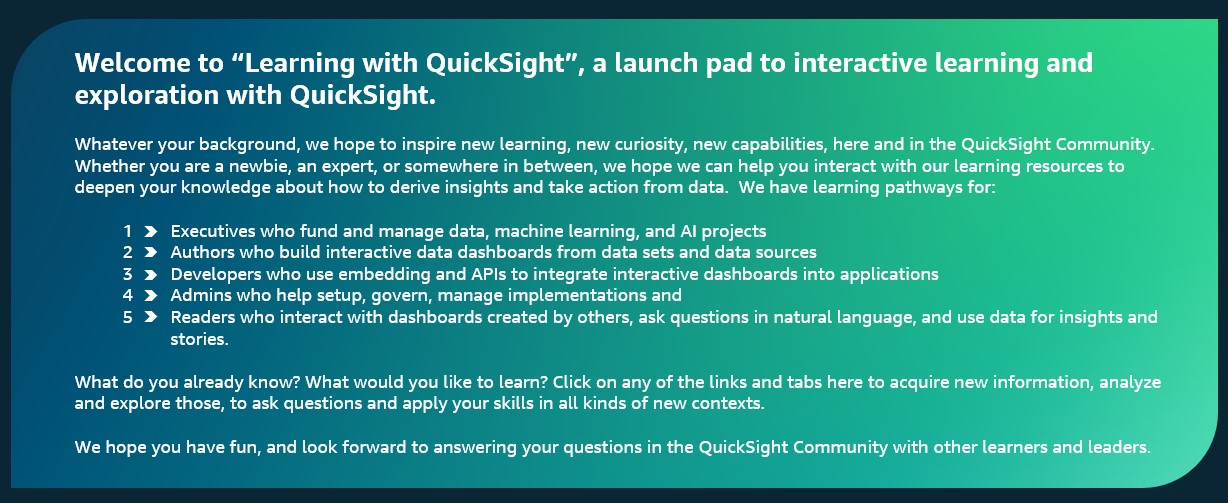 Welcome to “Learning with QuickSight”, a launch pad to interactive learning and
exploration with QuickSight.
Whatever your background, we hope to inspire new learning, new curiosity, new capabilities, here and in the QuickSight Community.
Whether you are a newbie, an expert, or somewhere in between, we hope we can help you interact with our learning resources to
deepen your knowledge about how to derive insights and take action from data.  We have learning pathways for:
1 Executives who fund and manage data, machine learning, and AI projects
2 Authors who build interactive data dashboards from data sets and data sources
3 Developers who use embedding and APIs to integrate interactive dashboards into applications
4 Admins who help setup, govern, manage implementations and
5 Readers who interact with dashboards created by others, ask questions in natural language, and use data for insights and
stories.
What do you already know? What would you like to learn? Click on any of the links and tabs here to acquire new information, analyze
and explore those, to ask questions and apply your skills in all kinds of new contexts.
We hope you have fun, and look forward to answering your questions in the QuickSight Community with other learners and leaders.